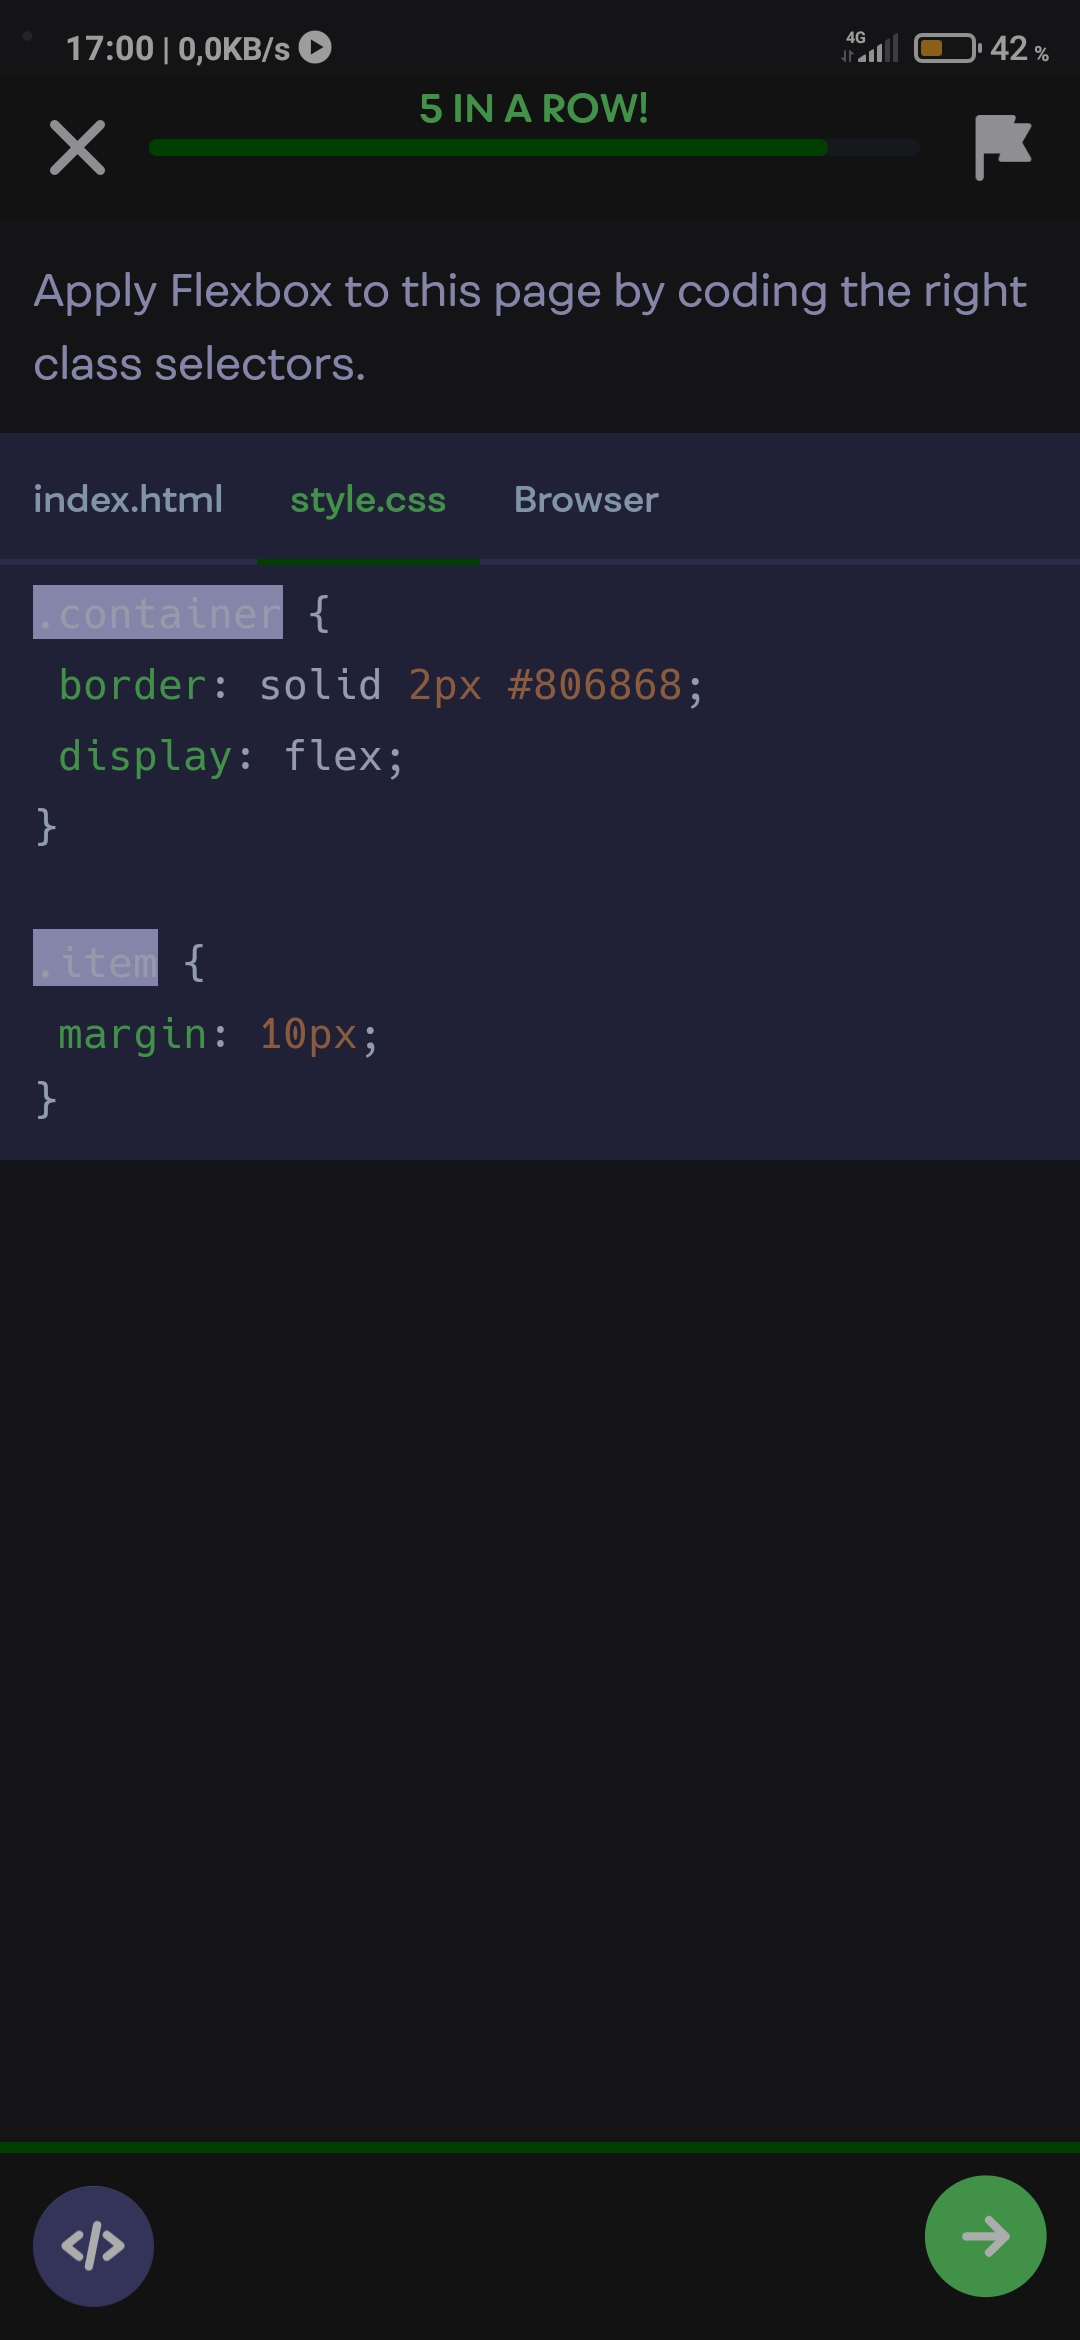 17:00 | 0,0KB/s 4G 42 %
5 IN A ROW!
Apply Flexbox to this page by coding the right
class selectors.
index.html style.css Browser
.container {
border: solid 2px #806868;
display: flex;
}
.item {
margin: 10px;
}
</>